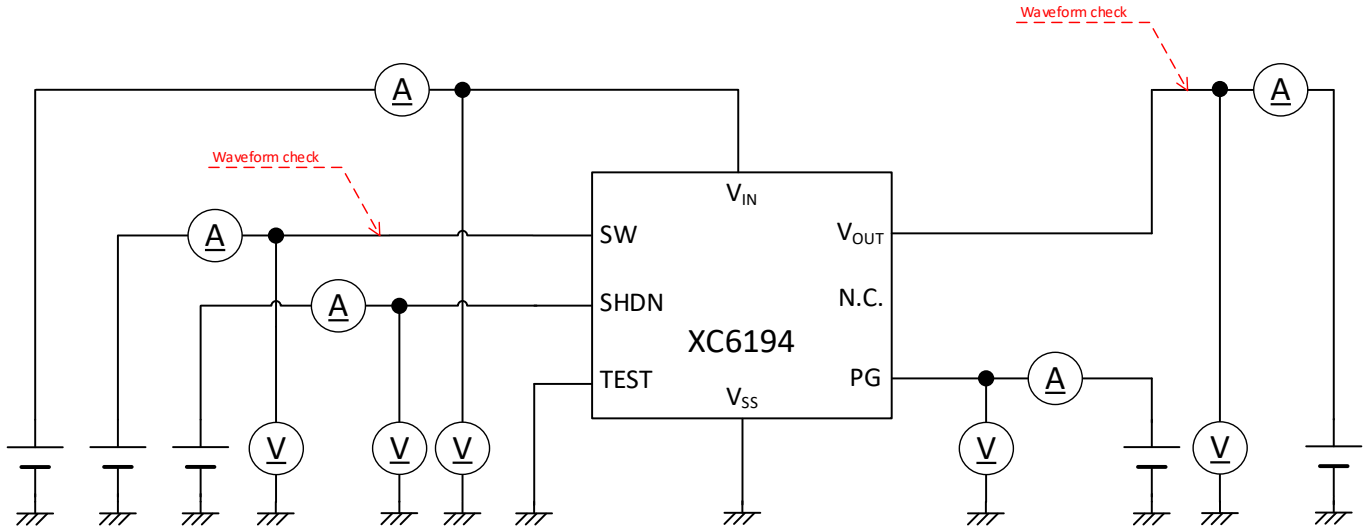 Waveform check
A
A
Waveform check
V_IN
A
SW
V_OUT
A
SHDN
N.C.
XC6194
TEST
PG
A
V_SS
V
V
V
V
V